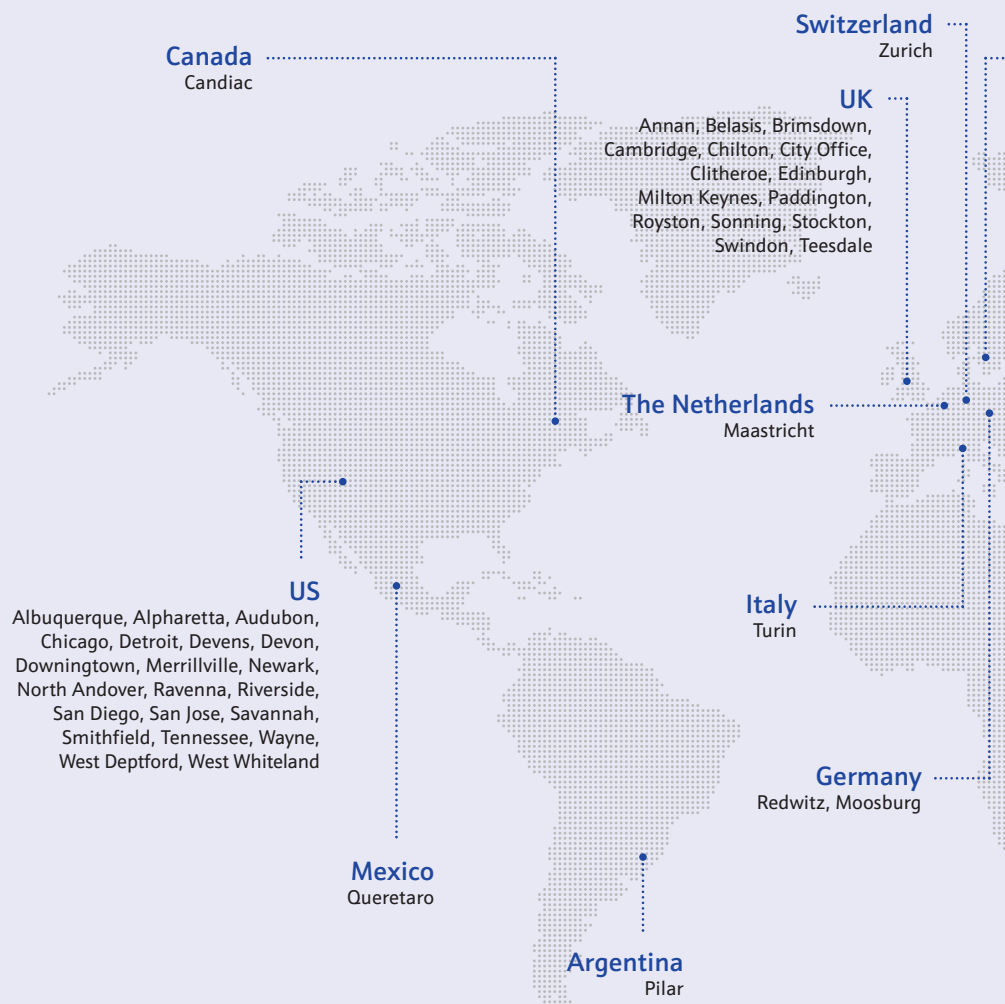 Switzerland
Zurich
Canada
Candiac
UK
Annan, Belasis, Brimsdown,
Cambridge, Chilton, City Office,
Clitheroe, Edinburgh,
Milton Keynes, Paddington,
Royston, Sonning, Stockton,
Swindon, Teesdale
The Netherlands
Maastricht
US
Albuquerque, Alpharetta, Audubon,
Chicago, Detroit, Devens, Devon,
Downingtown, Merrillville, Newark,
North Andover, Ravenna, Riverside,
San Diego, San Jose, Savannah,
Smithfield, Tennessee, Wayne,
West Deptford, West Whiteland
Italy
Turin
Germany
Redwitz, Moosburg
Mexico
Queretaro
Argentina
Pilar